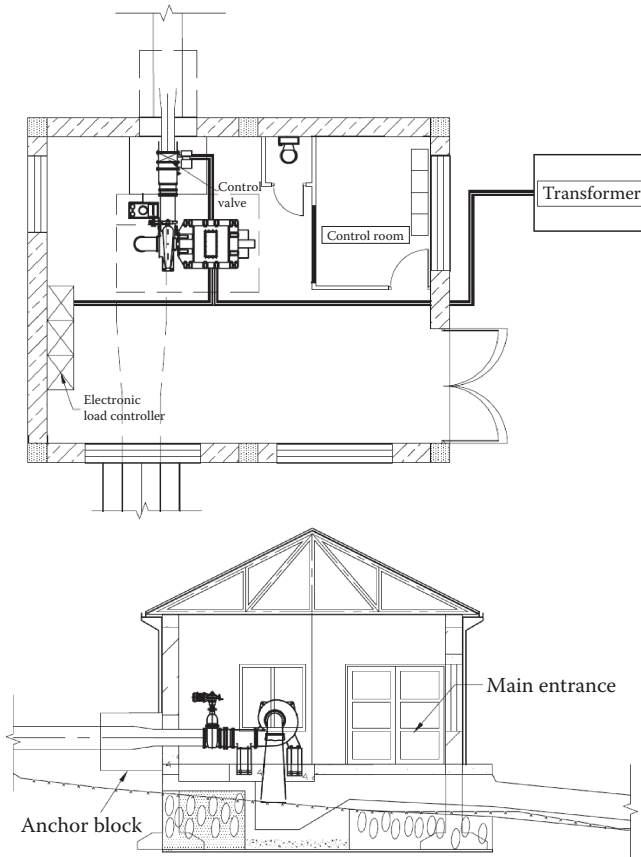 Control
valve
Transformer
Control room
Electronic
load controller
Main entrance
Anchor block